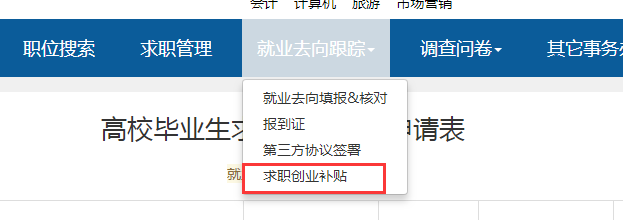 会计 计算机 旅游 市场营销
职位搜索 求职管理 就业去向跟踪 调查问卷 其它事务
就业去向填报&核对
高校毕业生 申请表
报到证
第三方协议签署
就
求职创业补贴